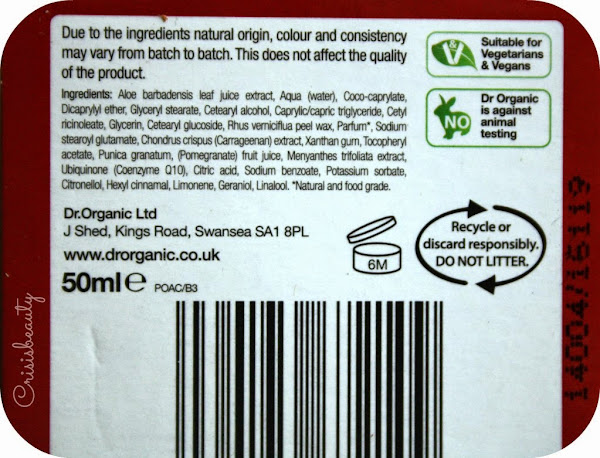 Due to the ingredients natural origin, colour and consistency
may vary from batch to batch. This does not affect the quality
of the product.
Ingredients: Aloe barbadensis leaf juice extract, Aqua (water), Coco-caprylate,
Dicaprylyl ether, Glyceryl stearate, Cetearyl alcohol, Caprylic/capric triglyceride, Cetyl
ricinoleate, Glycerin, Cetearyl glucoside, Rhus verniciflua peel wax, Parfum*, Sodium
stearoyl glutamate, Chondrus crispus (Carrageenan) extract, Xanthan gum, Tocopheryl
acetate, Punica granatum, (Pomegranate) fruit juice, Menyanthes trifoliata extract,
Ubiquinone (Coenzyme Q10), Citric acid, Sodium benzoate, Potassium sorbate,
Citronellol, Hexyl cinnamal, Limonene, Geraniol, Linalool. *Natural and food grade.
V&V
Suitable for
Vegetarians
& Vegans
NO
Dr Organic
is against
animal
testing
Dr.Organic Ltd
J Shed, Kings Road, Swansea SA1 8PL
www.drorganic.co.uk
50ml e POAC/B3
6M
Recycle or
discard responsibly.
DO NOT LITTER.
14004/16119
Crisisbeauty